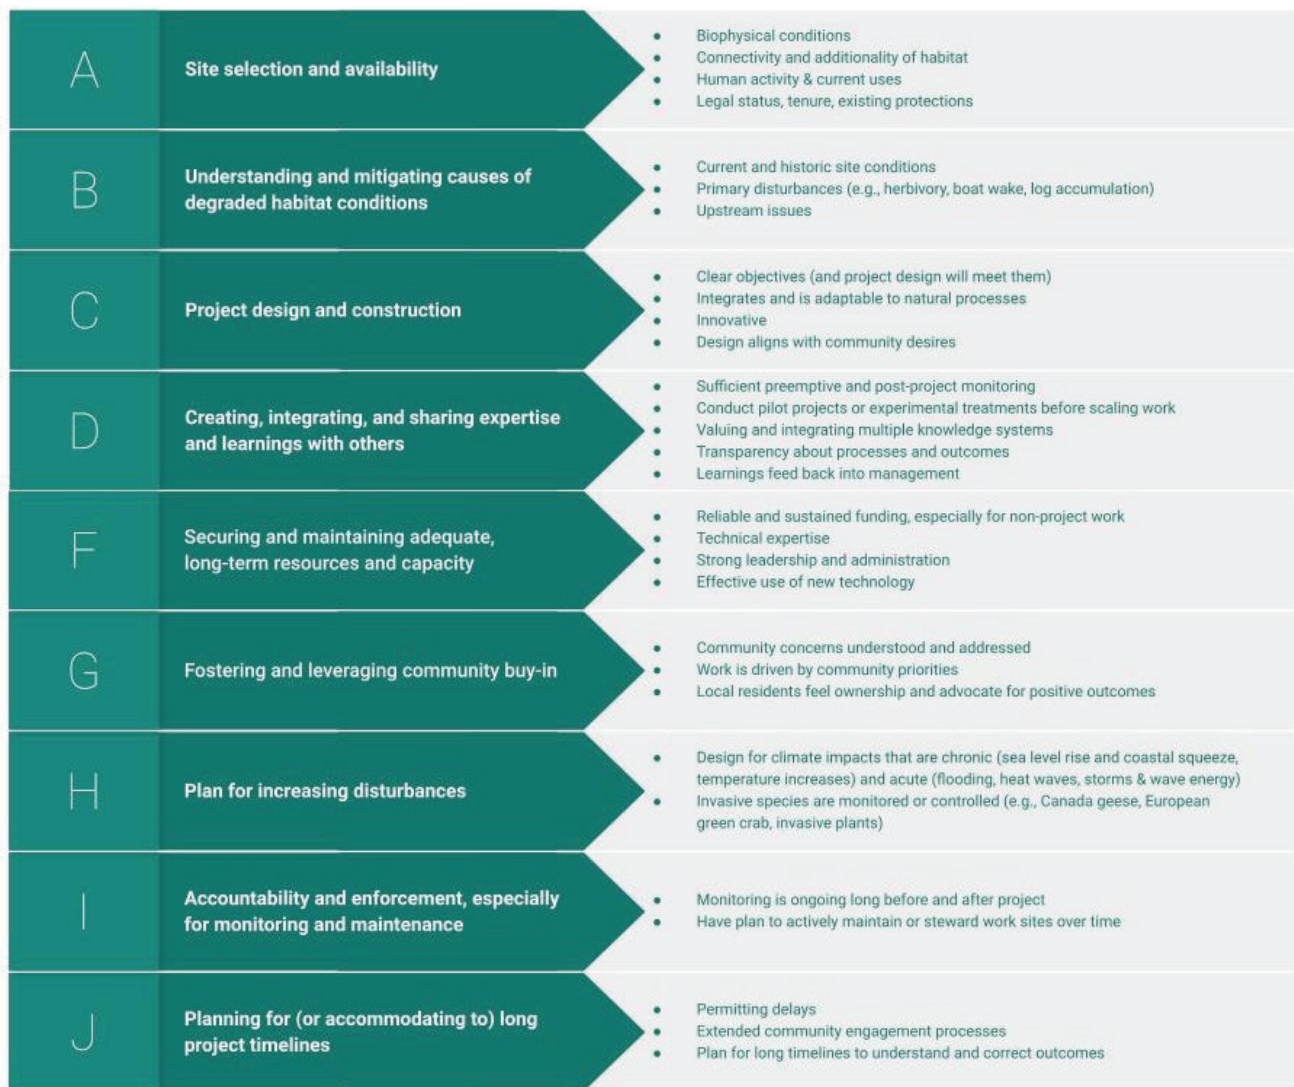 A
Site selection and availability
• Biophysical conditions
• Connectivity and additionality of habitat
• Human activity & current uses
• Legal status, tenure, existing protections
B
Understanding and mitigating causes of
degraded habitat conditions
• Current and historic site conditions
• Primary disturbances (e.g., herbivory, boat wake, log accumulation)
• Upstream issues
C
Project design and construction
• Clear objectives (and project design will meet them)
• Integrates and is adaptable to natural processes
• Innovative
• Design aligns with community desires
D
Creating, integrating, and sharing expertise
and learnings with others
• Sufficient preemptive and post-project monitoring
• Conduct pilot projects or experimental treatments before scaling work
• Valuing and integrating multiple knowledge systems
• Transparency about processes and outcomes
• Learnings feed back into management
F
Securing and maintaining adequate,
long-term resources and capacity
• Reliable and sustained funding, especially for non-project work
• Technical expertise
• Strong leadership and administration
• Effective use of new technology
G
Fostering and leveraging community buy-in
• Community concerns understood and addressed
• Work is driven by community priorities
• Local residents feel ownership and advocate for positive outcomes
H
Plan for increasing disturbances
• Design for climate impacts that are chronic (sea level rise and coastal squeeze,
temperature increases) and acute (flooding, heat waves, storms & wave energy)
• Invasive species are monitored or controlled (e.g., Canada geese, European
green crab, invasive plants)
I
Accountability and enforcement, especially
for monitoring and maintenance
• Monitoring is ongoing long before and after project
• Have plan to actively maintain or steward work sites over time
J
Planning for (or accommodating to) long
project timelines
• Permitting delays
• Extended community engagement processes
• Plan for long timelines to understand and correct outcomes